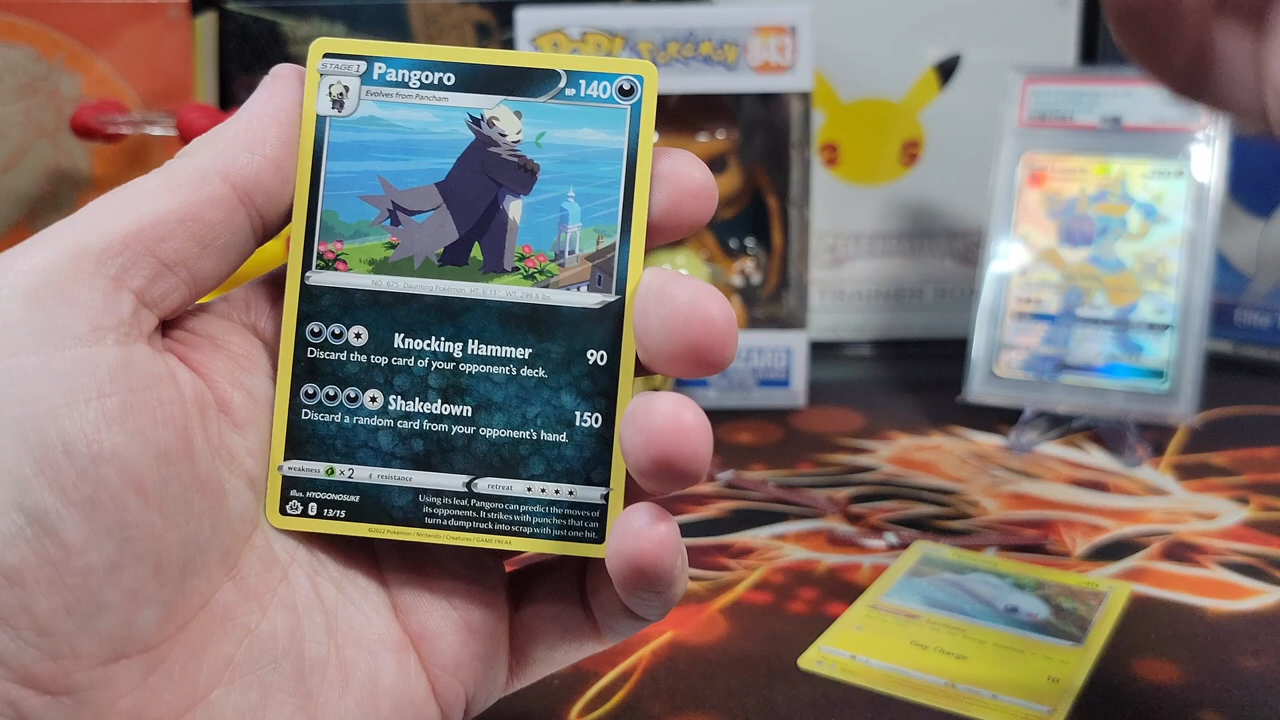 STAGE 1
Pangoro
HP 140
Evolves from Pancham
NO. 675 Daunting Pokémon HT: 6'11" WT: 299.8 lbs.
Knocking Hammer 90
Discard the top card of your opponent's deck.
Shakedown 150
Discard a random card from your opponent's hand.
weakness ×2 resistance retreat
Illus. HYOGONOSUKE
E 13/15
Using its leaf, Pangoro can predict the moves of
its opponents. It strikes with punches that can
turn a dump truck into scrap with just one hit.
©2022 Pokémon / Nintendo / Creatures / GAME FREAK
POP! Pokémon 843
TRAINER BOX
Elite
Tiny Charge
10